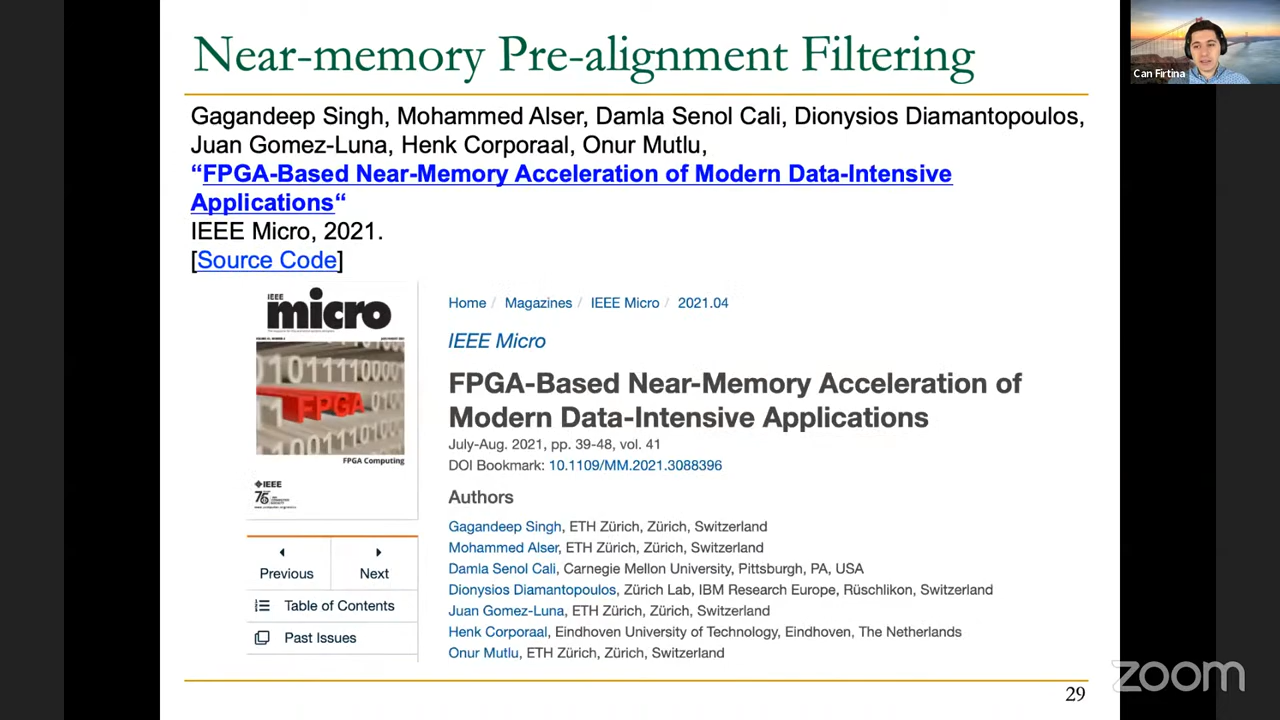 Near-memory Pre-alignment Filtering
Can Firtina
Gagandeep Singh, Mohammed Alser, Damla Senol Cali, Dionysios Diamantopoulos,
Juan Gomez-Luna, Henk Corporaal, Onur Mutlu,
“FPGA-Based Near-Memory Acceleration of Modern Data-Intensive
Applications“
IEEE Micro, 2021.
[Source Code]
IEEE
micro
0101111000
FPGA
FPGA Computing
IEEE
75
Previous
Next
Table of Contents
Past Issues
Home / Magazines / IEEE Micro / 2021.04
IEEE Micro
FPGA-Based Near-Memory Acceleration of
Modern Data-Intensive Applications
July-Aug. 2021, pp. 39-48, vol. 41
DOI Bookmark: 10.1109/MM.2021.3088396
Authors
Gagandeep Singh, ETH Zürich, Zürich, Switzerland
Mohammed Alser, ETH Zürich, Zürich, Switzerland
Damla Senol Cali, Carnegie Mellon University, Pittsburgh, PA, USA
Dionysios Diamantopoulos, Zürich Lab, IBM Research Europe, Rüschlikon, Switzerland
Juan Gomez-Luna, ETH Zürich, Zürich, Switzerland
Henk Corporaal, Eindhoven University of Technology, Eindhoven, The Netherlands
Onur Mutlu, ETH Zürich, Zürich, Switzerland
zoom
29